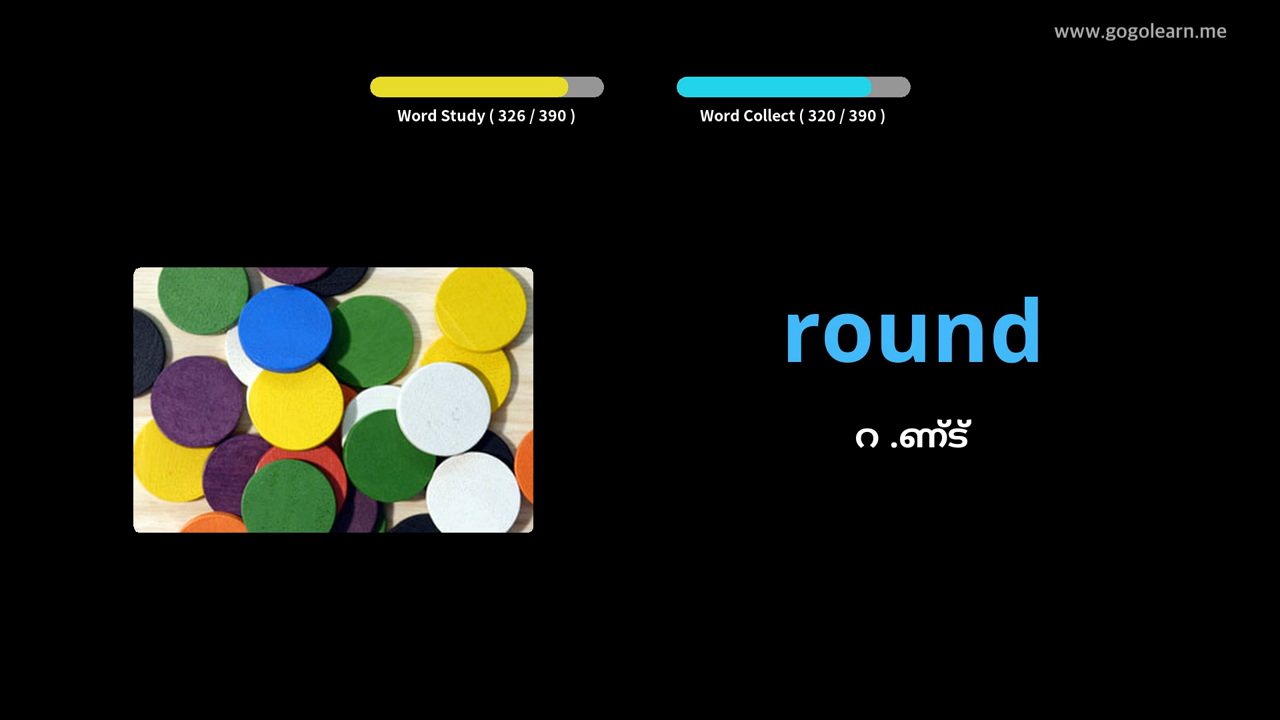 www.gogolearn.me
Word Study ( 326 / 390 )
Word Collect ( 320 / 390 )
round
റ .ണ്ട്